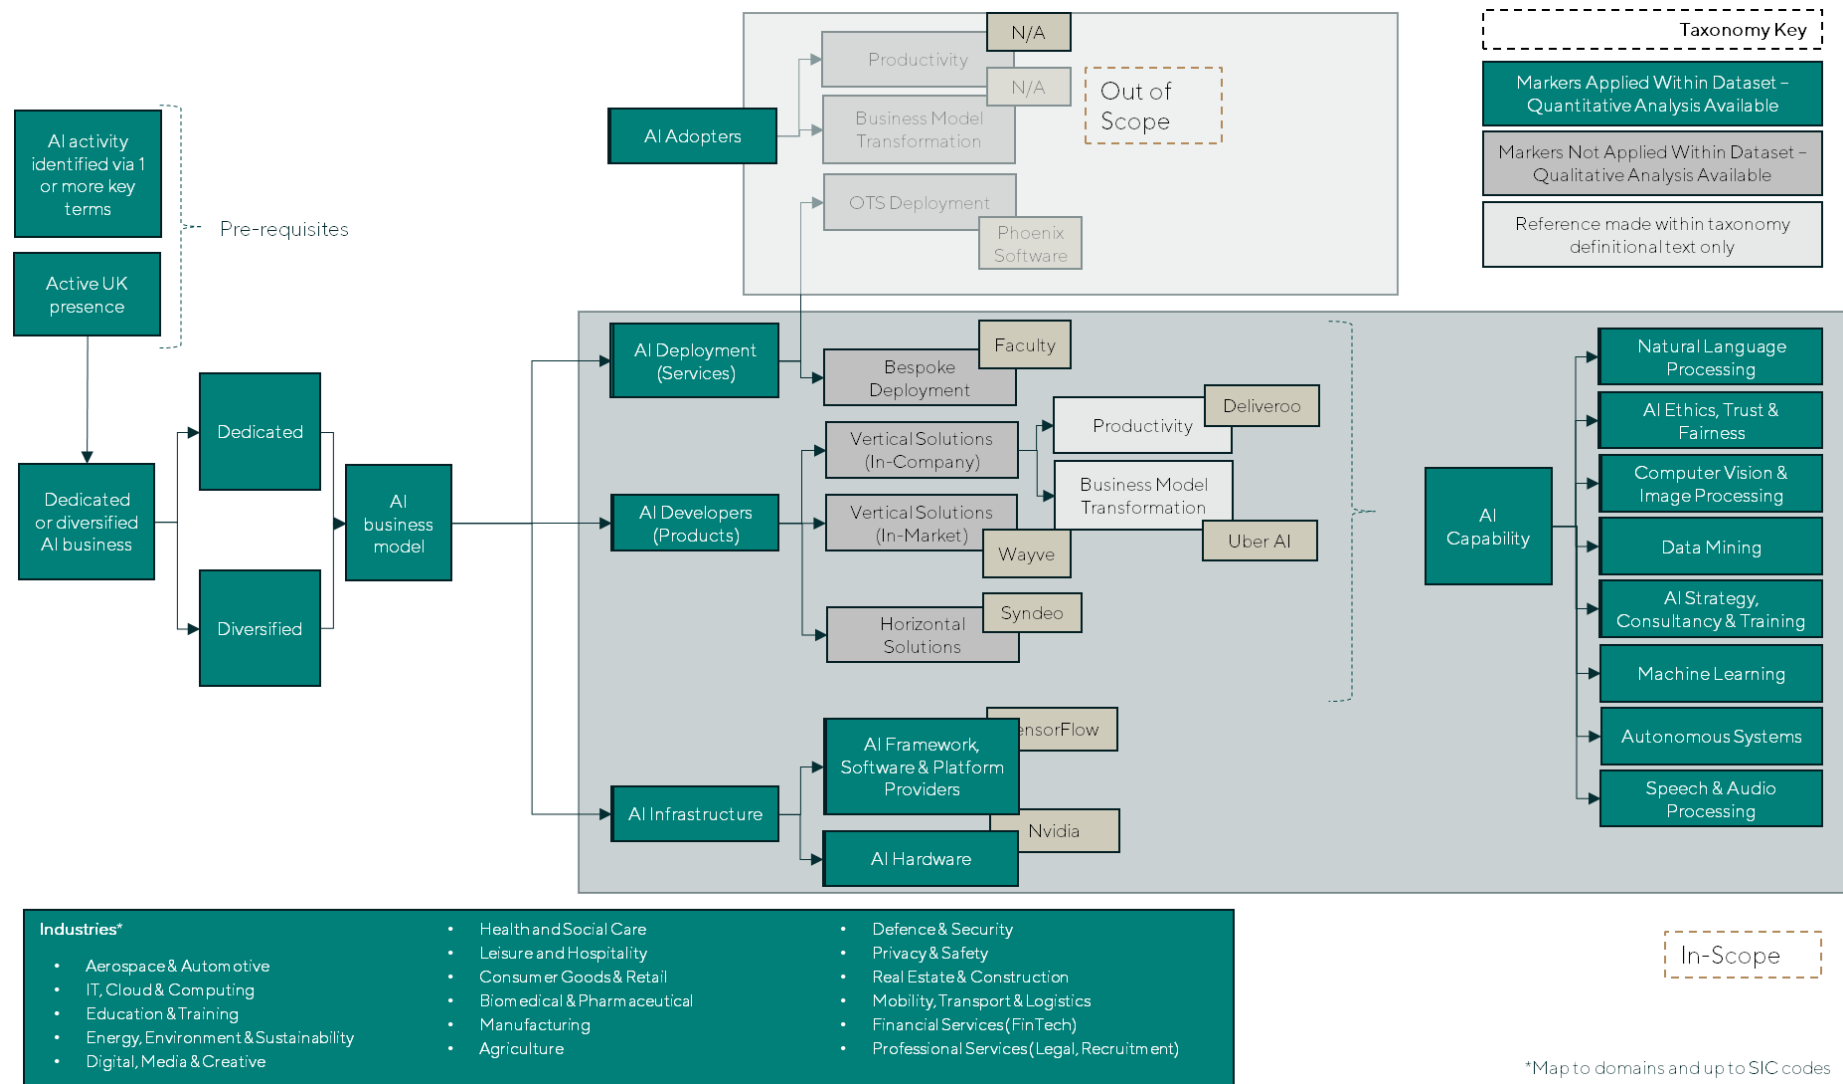 Taxonomy Key
Markers Applied Within Dataset –
Quantitative Analysis Available
Markers Not Applied Within Dataset –
Qualitative Analysis Available
Reference made within taxonomy
definitional text only
AI activity
identified via 1
or more key
terms
Active UK
presence
Pre-requisites
Dedicated
or diversified
AI business
Dedicated
Diversified
AI
business
model
AI Adopters
Productivity
N/A
Business Model
Transformation
N/A
OTS Deployment
Phoenix
Software
Out of
Scope
AI Deployment
(Services)
Bespoke
Deployment
Faculty
AI Developers
(Products)
Vertical Solutions
(In-Company)
Productivity
Deliveroo
Business Model
Transformation
Uber AI
Vertical Solutions
(In-Market)
Wayve
Horizontal
Solutions
Syndeo
AI Infrastructure
AI Framework,
Software & Platform
Providers
ensorFlow
AI Hardware
Nvidia
AI
Capability
Natural Language
Processing
AI Ethics, Trust &
Fairness
Computer Vision &
Image Processing
Data Mining
AI Strategy,
Consultancy & Training
Machine Learning
Autonomous Systems
Speech & Audio
Processing
Industries*
• Aerospace & Automotive
• IT, Cloud & Computing
• Education & Training
• Energy, Environment & Sustainability
• Digital, Media & Creative
• Health and Social Care
• Leisure and Hospitality
• Consumer Goods & Retail
• Biomedical & Pharmaceutical
• Manufacturing
• Agriculture
• Defence & Security
• Privacy & Safety
• Real Estate & Construction
• Mobility, Transport & Logistics
• Financial Services (FinTech)
• Professional Services (Legal, Recruitment)
In-Scope
*Map to domains and up to SIC codes